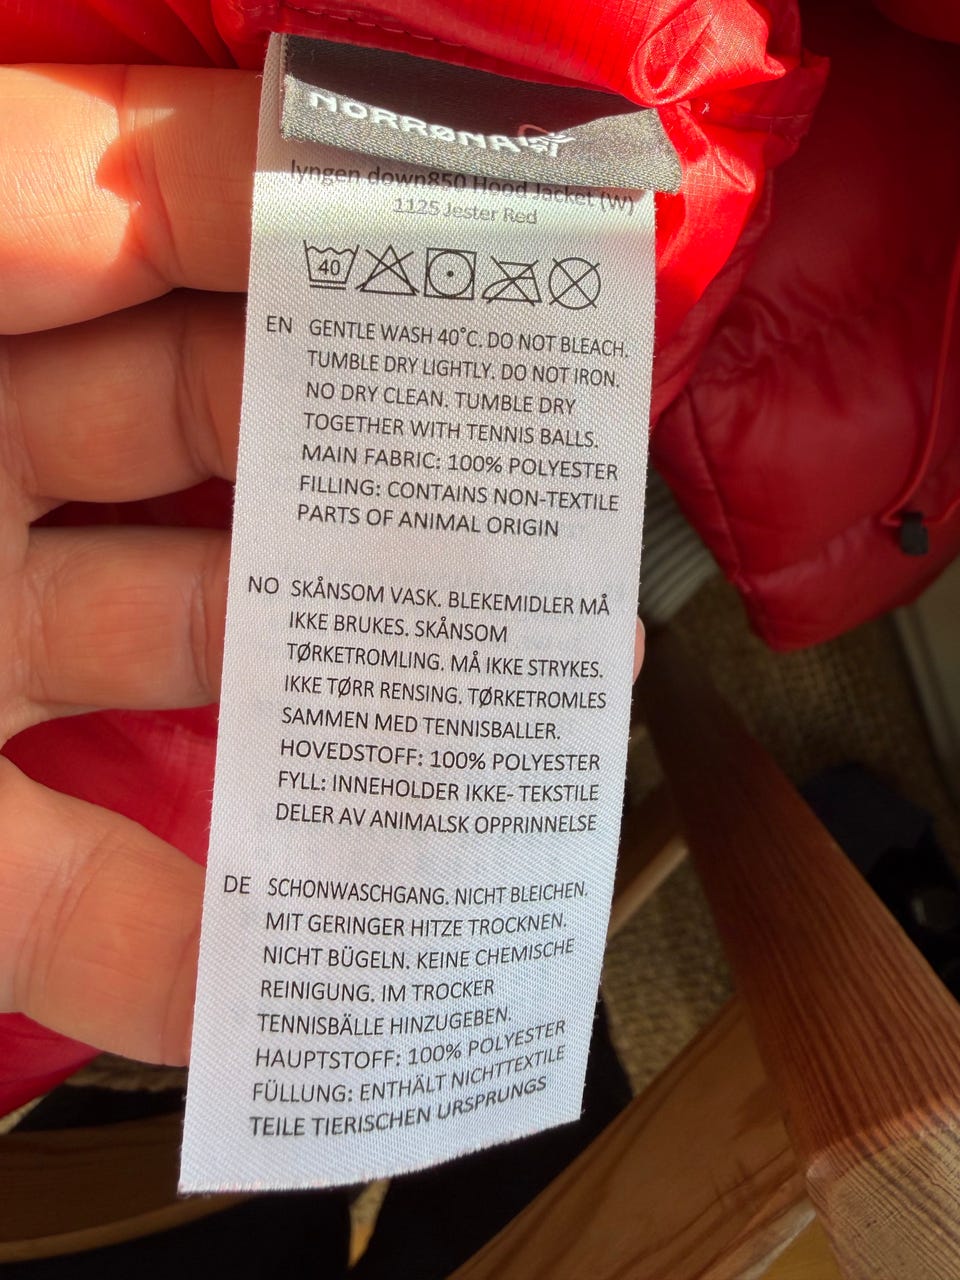 NORRØNA
lyngen down850 Hood Jacket (W)
1125 Jester Red
40
EN GENTLE WASH 40°C. DO NOT BLEACH.
TUMBLE DRY LIGHTLY. DO NOT IRON.
NO DRY CLEAN. TUMBLE DRY
TOGETHER WITH TENNIS BALLS.
MAIN FABRIC: 100% POLYESTER
FILLING: CONTAINS NON-TEXTILE
PARTS OF ANIMAL ORIGIN
NO SKÅNSOM VASK. BLEKEMIDLER MÅ
IKKE BRUKES. SKÅNSOM
TØRKETROMLING. MÅ IKKE STRYKES.
IKKE TØRR RENSING. TØRKETROMLES
SAMMEN MED TENNISBALLER.
HOVEDSTOFF: 100% POLYESTER
FYLL: INNEHOLDER IKKE- TEKSTILE
DELER AV ANIMALSK OPPRINNELSE
DE SCHONWASCHGANG. NICHT BLEICHEN.
MIT GERINGER HITZE TROCKNEN.
NICHT BÜGELN. KEINE CHEMISCHE
REINIGUNG. IM TROCKER
TENNISBÄLLE HINZUGEBEN.
HAUPTSTOFF: 100% POLYESTER
FÜLLUNG: ENTHÄLT NICHTTEXTILE
TEILE TIERISCHEN URSPRUNGS